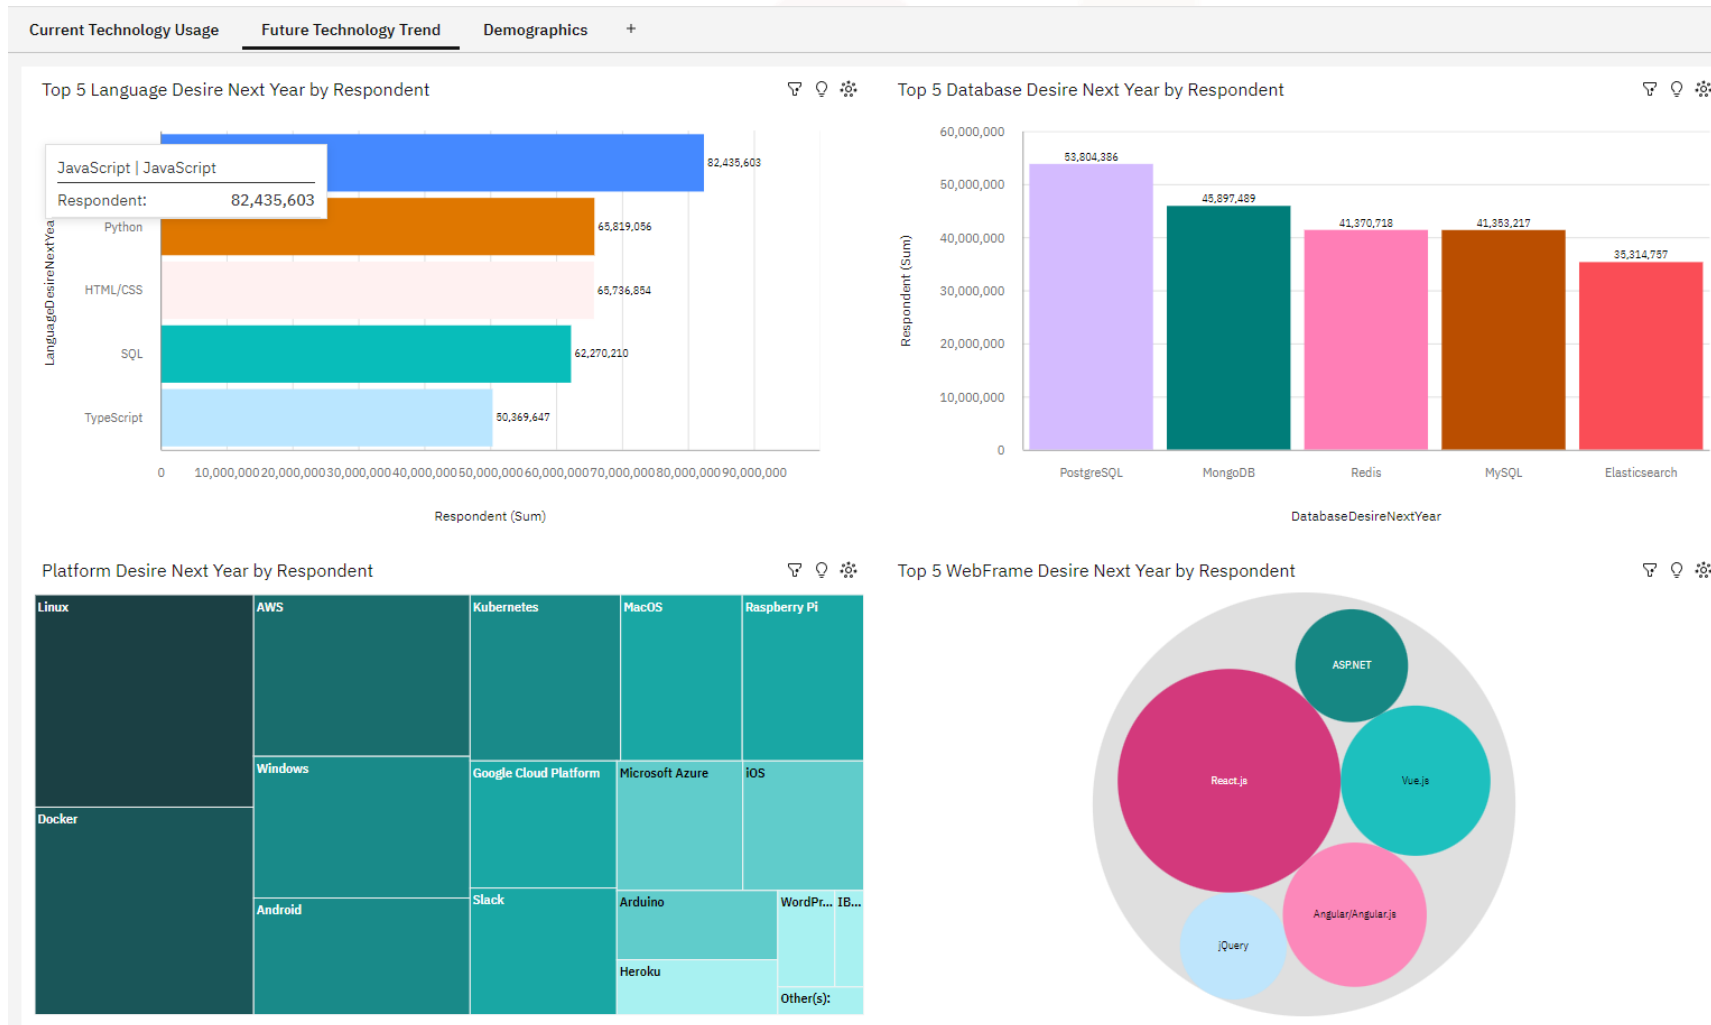 Current Technology Usage
Future Technology Trend
Demographics
+
Top 5 Language Desire Next Year by Respondent
JavaScript | JavaScript
Respondent: 82,435,603
82,435,603
Python
65,819,056
HTML/CSS
65,736,854
SQL
62,270,210
TypeScript
50,369,647
LanguageDesireNextYea
0 10,000,000 20,000,000 30,000,000 40,000,000 50,000,000 60,000,000 70,000,000 80,000,000 90,000,000
Respondent (Sum)
Top 5 Database Desire Next Year by Respondent
60,000,000
50,000,000
40,000,000
30,000,000
20,000,000
10,000,000
0
Respondent (Sum)
53,804,386
45,897,489
41,370,718
41,353,217
35,314,757
PostgreSQL
MongoDB
Redis
MySQL
Elasticsearch
DatabaseDesireNextYear
Platform Desire Next Year by Respondent
Linux
AWS
Kubernetes
MacOS
Raspberry Pi
Windows
Google Cloud Platform
Microsoft Azure
iOS
Docker
Android
Slack
Arduino
WordPr...
IB...
Heroku
Other(s):
Top 5 WebFrame Desire Next Year by Respondent
ASP.NET
React.js
Vue.js
Angular/Angular.js
jQuery